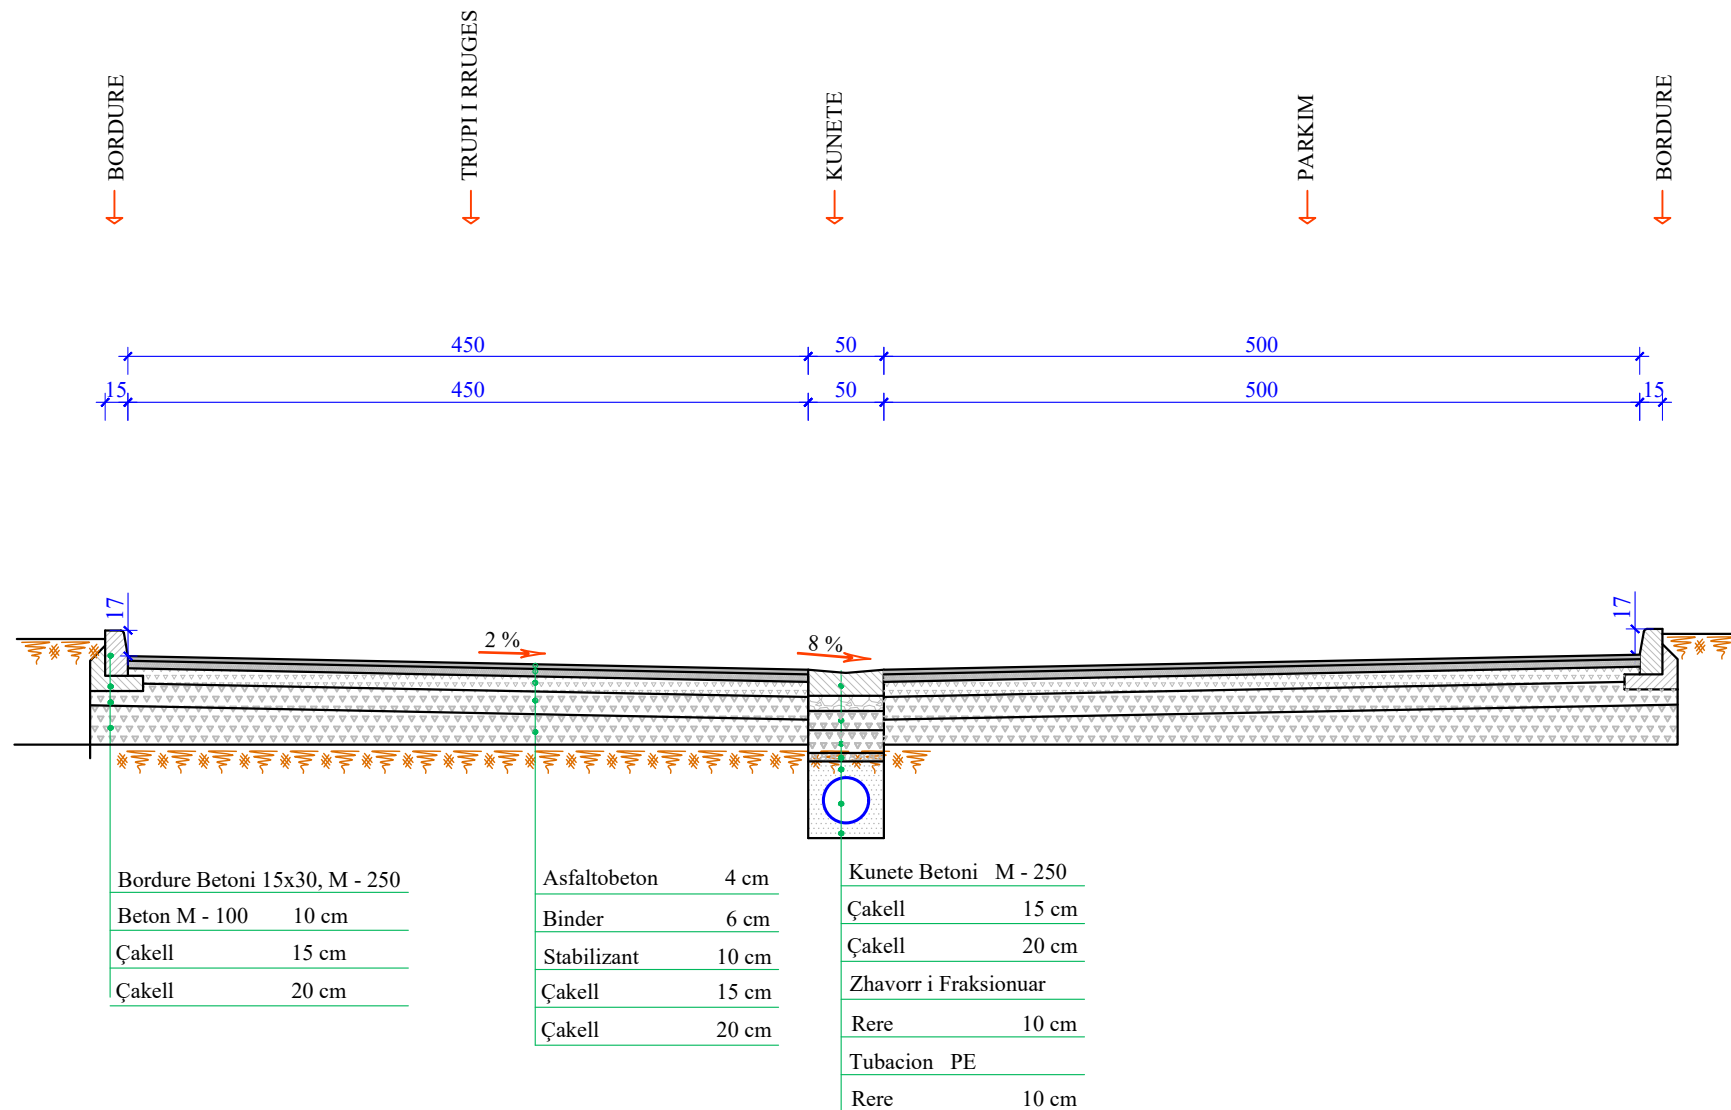 BORDURE
TRUPI I RRUGES
KUNETE
PARKIM
BORDURE
450
50
500
15
450
50
500
15
17
2 %
8 %
17
Bordure Betoni 15x30, M - 250
Beton M - 100 10 cm
Çakell 15 cm
Çakell 20 cm
Asfaltobeton 4 cm
Binder 6 cm
Stabilizant 10 cm
Çakell 15 cm
Çakell 20 cm
Kunete Betoni M - 250
Çakell 15 cm
Çakell 20 cm
Zhavorr i Fraksionuar
Rere 10 cm
Tubacion PE
Rere 10 cm